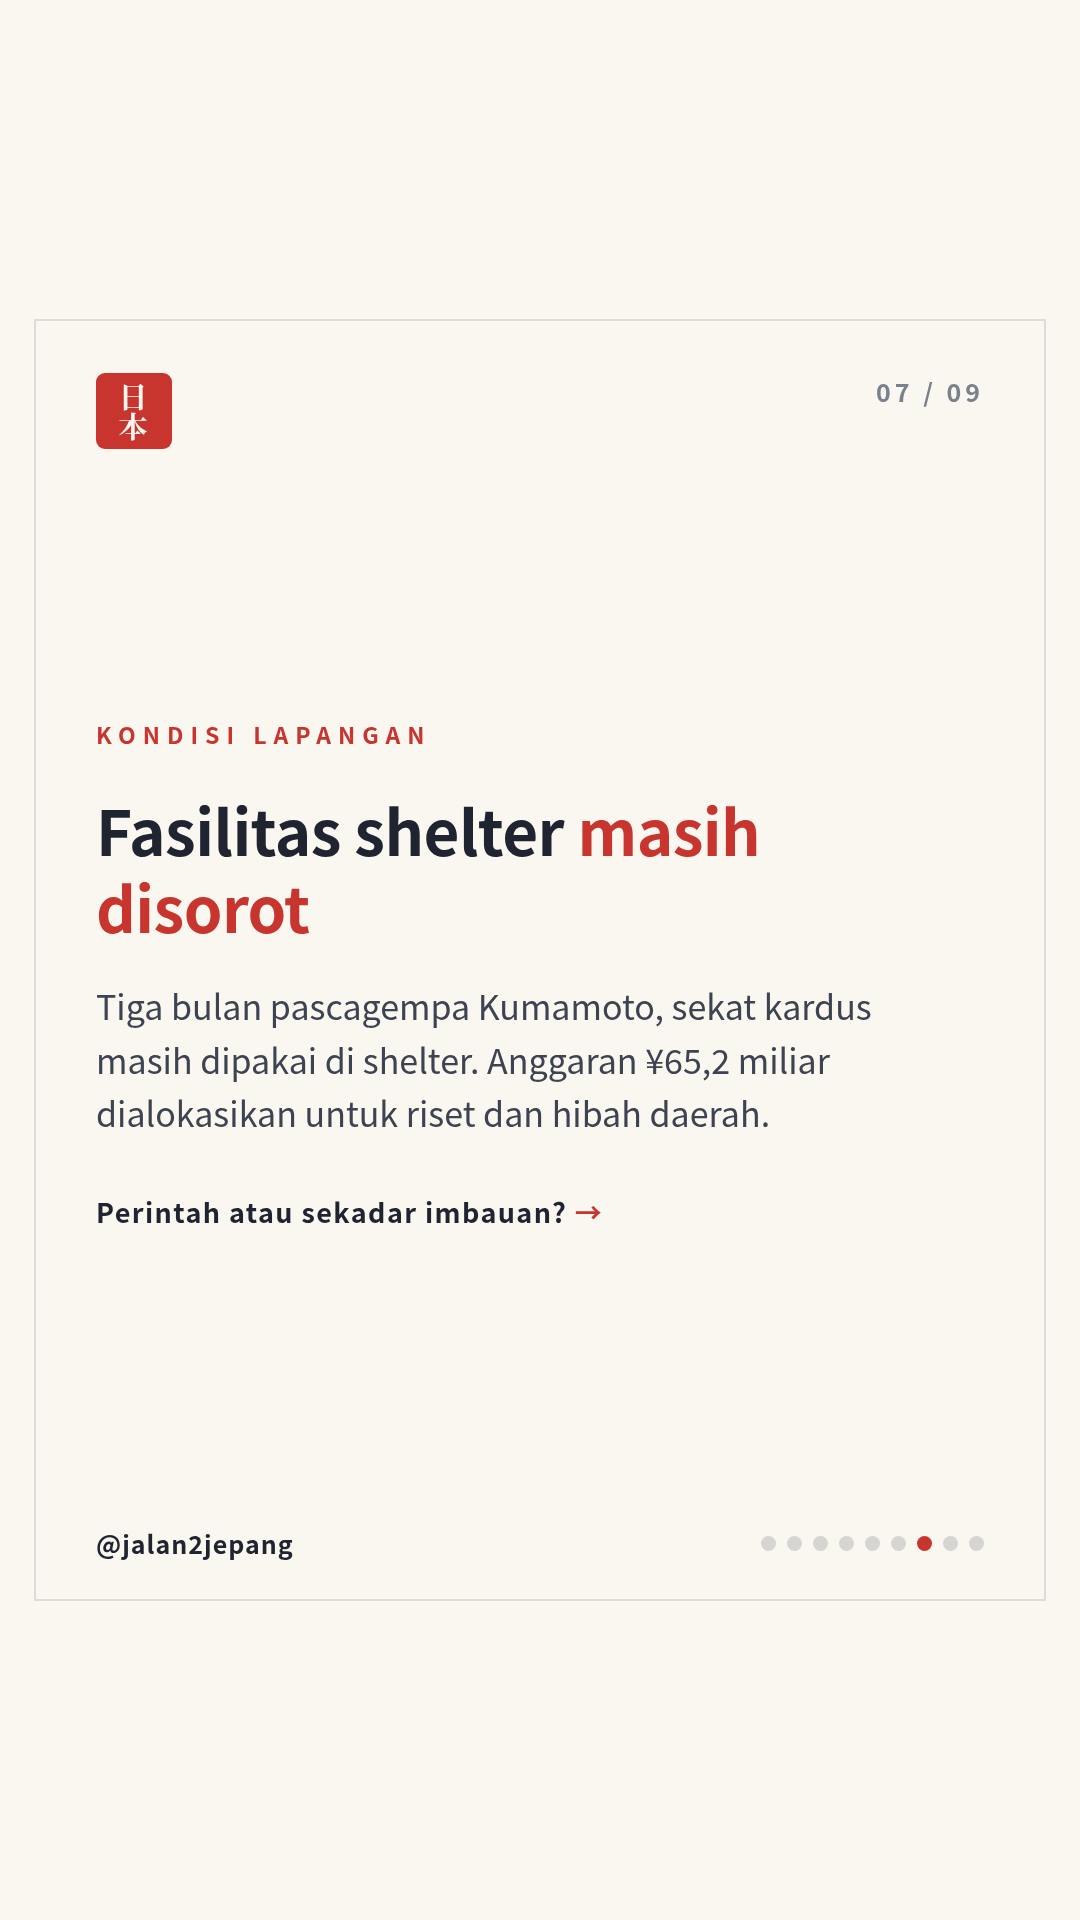 日
本
07 / 09
KONDISI LAPANGAN
Fasilitas shelter masih
disorot
Tiga bulan pascagempa Kumamoto, sekat kardus
masih dipakai di shelter. Anggaran ¥65,2 miliar
dialokasikan untuk riset dan hibah daerah.
Perintah atau sekadar imbauan? →
@jalan2jepang